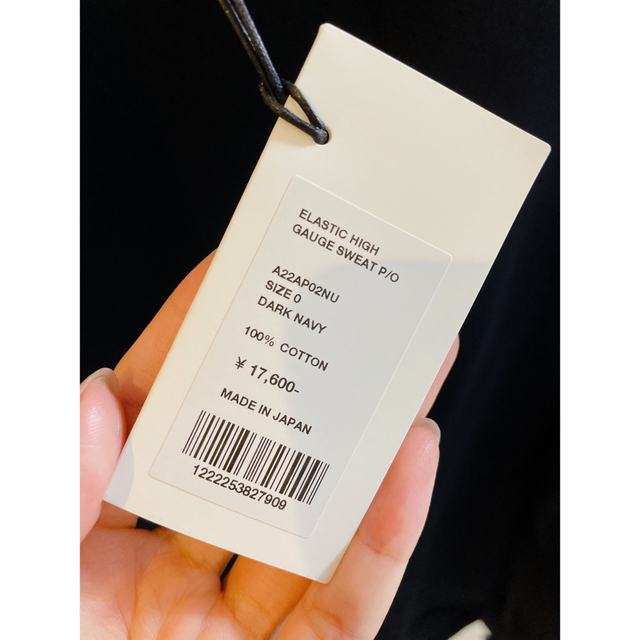 ELASTIC HIGH
GAUGE SWEAT P/O
A22AP02NU
SIZE 0
DARK NAVY
100% COTTON
¥ 17,600-
MADE IN JAPAN
1222253827909